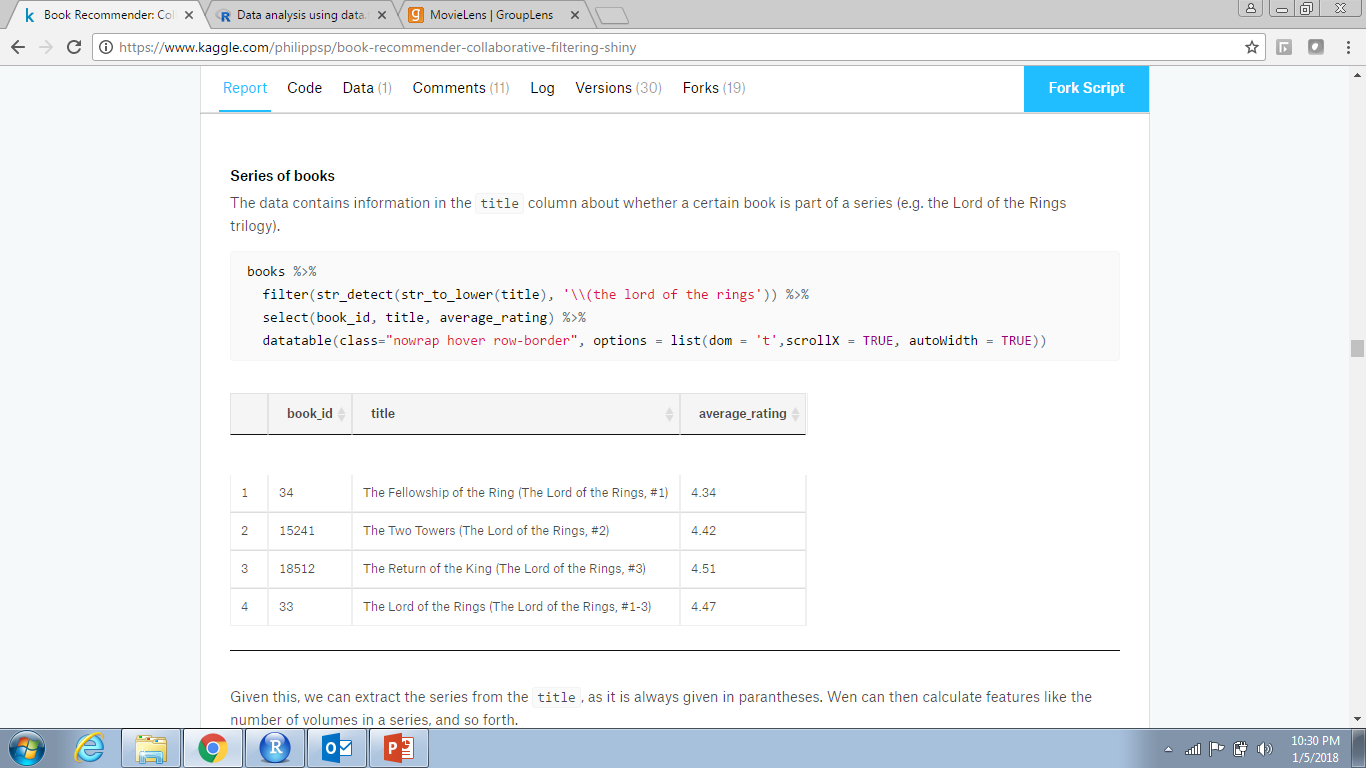 Book Recommender: Col
Data analysis using data.t
MovieLens | GroupLens
https://www.kaggle.com/philippsp/book-recommender-collaborative-filtering-shiny
Report Code Data (1) Comments (11) Log Versions (30) Forks (19) Fork Script
Series of books
The data contains information in the title column about whether a certain book is part of a series (e.g. the Lord of the Rings
trilogy).
books %>%
filter(str_detect(str_to_lower(title), '\\(the lord of the rings')) %>%
select(book_id, title, average_rating) %>%
datatable(class="nowrap hover row-border", options = list(dom = 't',scrollX = TRUE, autoWidth = TRUE))
book_id title average_rating
1 34 The Fellowship of the Ring (The Lord of the Rings, #1) 4.34
2 15241 The Two Towers (The Lord of the Rings, #2) 4.42
3 18512 The Return of the King (The Lord of the Rings, #3) 4.51
4 33 The Lord of the Rings (The Lord of the Rings, #1-3) 4.47
Given this, we can extract the series from the title, as it is always given in parantheses. Wen can then calculate features like the
number of volumes in a series, and so forth.
10:30 PM
1/5/2018